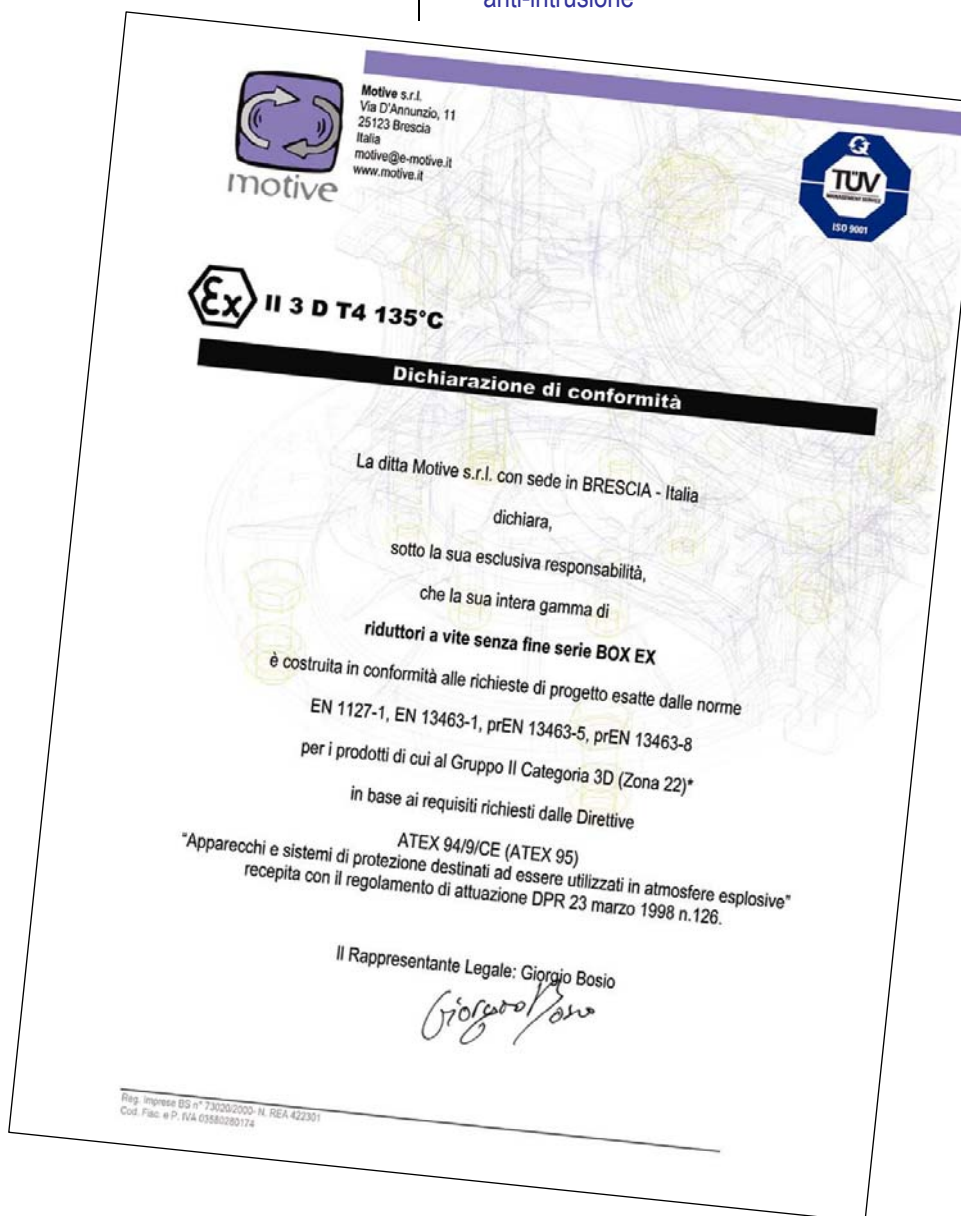 anti-intrusione
motive
Motive s.r.l.
Via D'Annunzio, 11
25123 Brescia
Italia
motive@e-motive.it
www.motive.it
TÜV
MANAGEMENT SERVICE
ISO 9001
Ex II 3 D T4 135°C
Dichiarazione di conformità
La ditta Motive s.r.l. con sede in BRESCIA - Italia
dichiara,
sotto la sua esclusiva responsabilità,
che la sua intera gamma di
riduttori a vite senza fine serie BOX EX
è costruita in conformità alle richieste di progetto esatte dalle norme
EN 1127-1, EN 13463-1, prEN 13463-5, prEN 13463-8
per i prodotti di cui al Gruppo II Categoria 3D (Zona 22)*
in base ai requisiti richiesti dalle Direttive
ATEX 94/9/CE (ATEX 95)
"Apparecchi e sistemi di protezione destinati ad essere utilizzati in atmosfere esplosive"
recepita con il regolamento di attuazione DPR 23 marzo 1998 n.126.
Il Rappresentante Legale: Giorgio Bosio
Giorgio Bosio
Reg. Imprese BS n° 73020/2000- N. REA 422301
Cod. Fisc. e P. IVA 03580280174